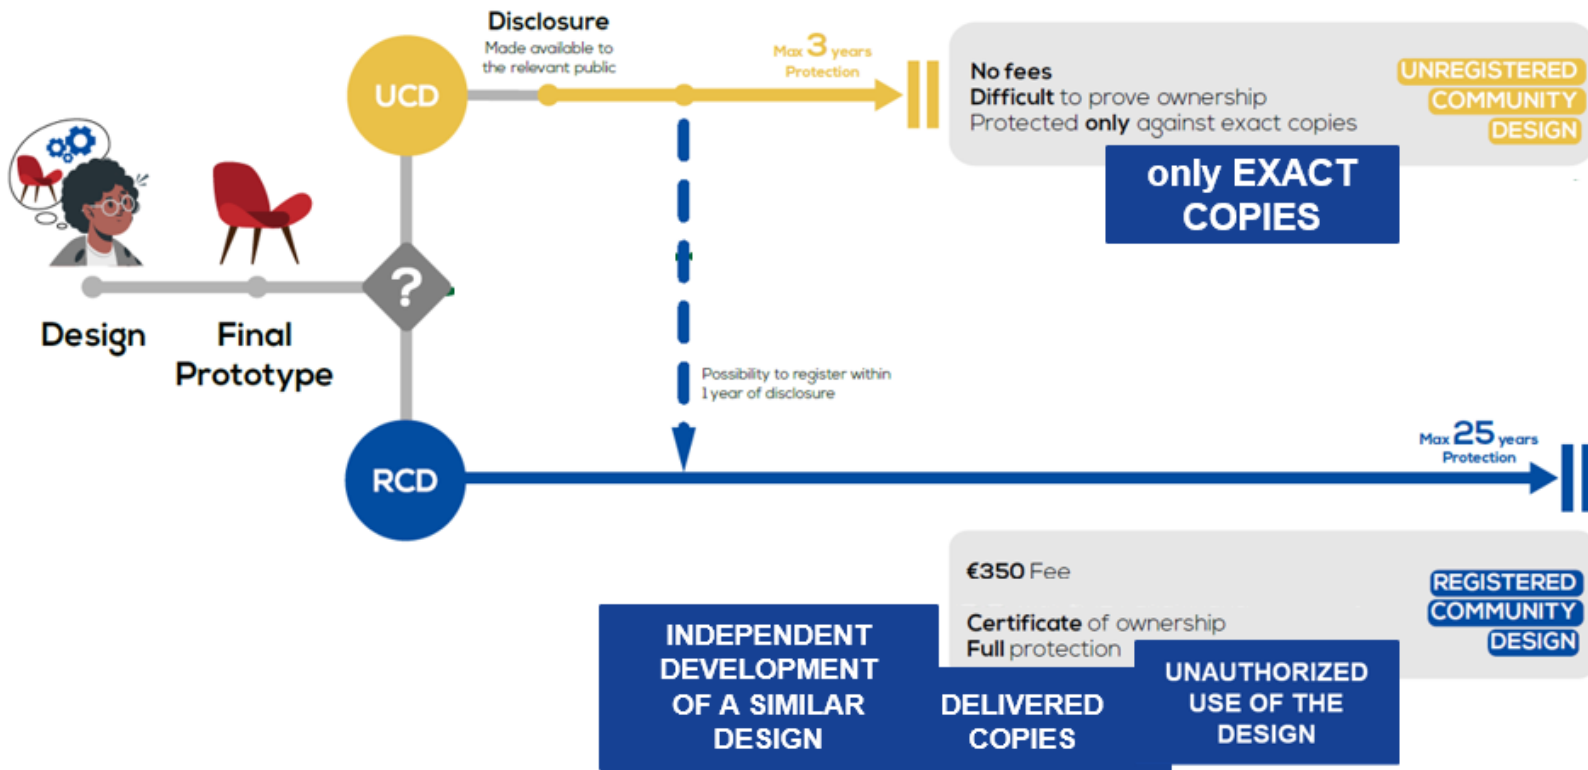 Disclosure
Made available to
the relevant public
Max 3 years
Protection
UCD
No fees
Difficult to prove ownership
Protected only against exact copies
UNREGISTERED
COMMUNITY
DESIGN
only EXACT
COPIES
?
Design
Final
Prototype
Possibility to register within
1 year of disclosure
Max 25 years
Protection
RCD
€350 Fee
Certificate of ownership
Full protection
REGISTERED
COMMUNITY
DESIGN
INDEPENDENT
DEVELOPMENT
OF A SIMILAR
DESIGN
DELIVERED
COPIES
UNAUTHORIZED
USE OF THE
DESIGN